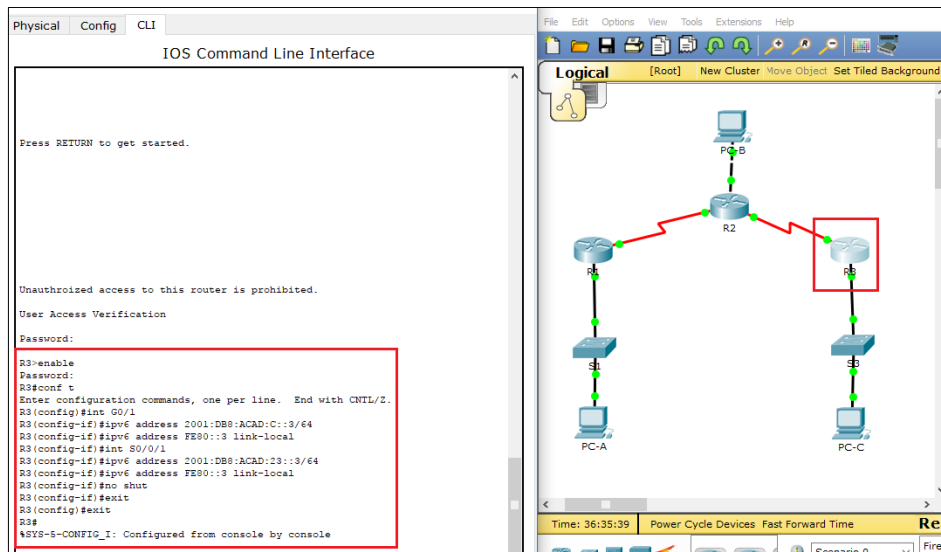 Physical Config CLI
IOS Command Line Interface
Press RETURN to get started.
Unauthroized access to this router is prohibited.
User Access Verification
Password:
R3>enable
Password:
R3#conf t
Enter configuration commands, one per line.  End with CNTL/Z.
R3(config)#int G0/1
R3(config-if)#ipv6 address 2001:DB8:ACAD:C::3/64
R3(config-if)#ipv6 address FE80::3 link-local
R3(config-if)#int S0/0/1
R3(config-if)#ipv6 address 2001:DB8:ACAD:23::3/64
R3(config-if)#ipv6 address FE80::3 link-local
R3(config-if)#no shut
R3(config-if)#exit
R3(config)#exit
R3#
%SYS-5-CONFIG_I: Configured from console by console
File Edit Options View Tools Extensions Help
Logical [Root] New Cluster Move Object Set Tiled Background
PC-B
R2
R1
R3
S1
S3
PC-A
PC-C
Time: 36:35:39 Power Cycle Devices Fast Forward Time Re
Scenario 0 Fire